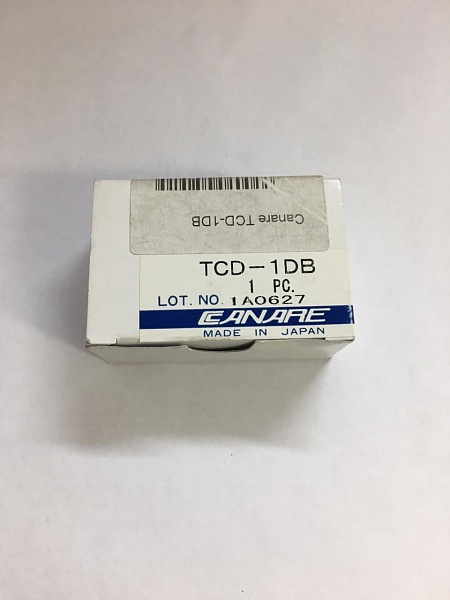 Canare TCD-1DB
TCD-1DB
1 PC.
LOT. NO. 1A0627
CANARE
MADE IN JAPAN